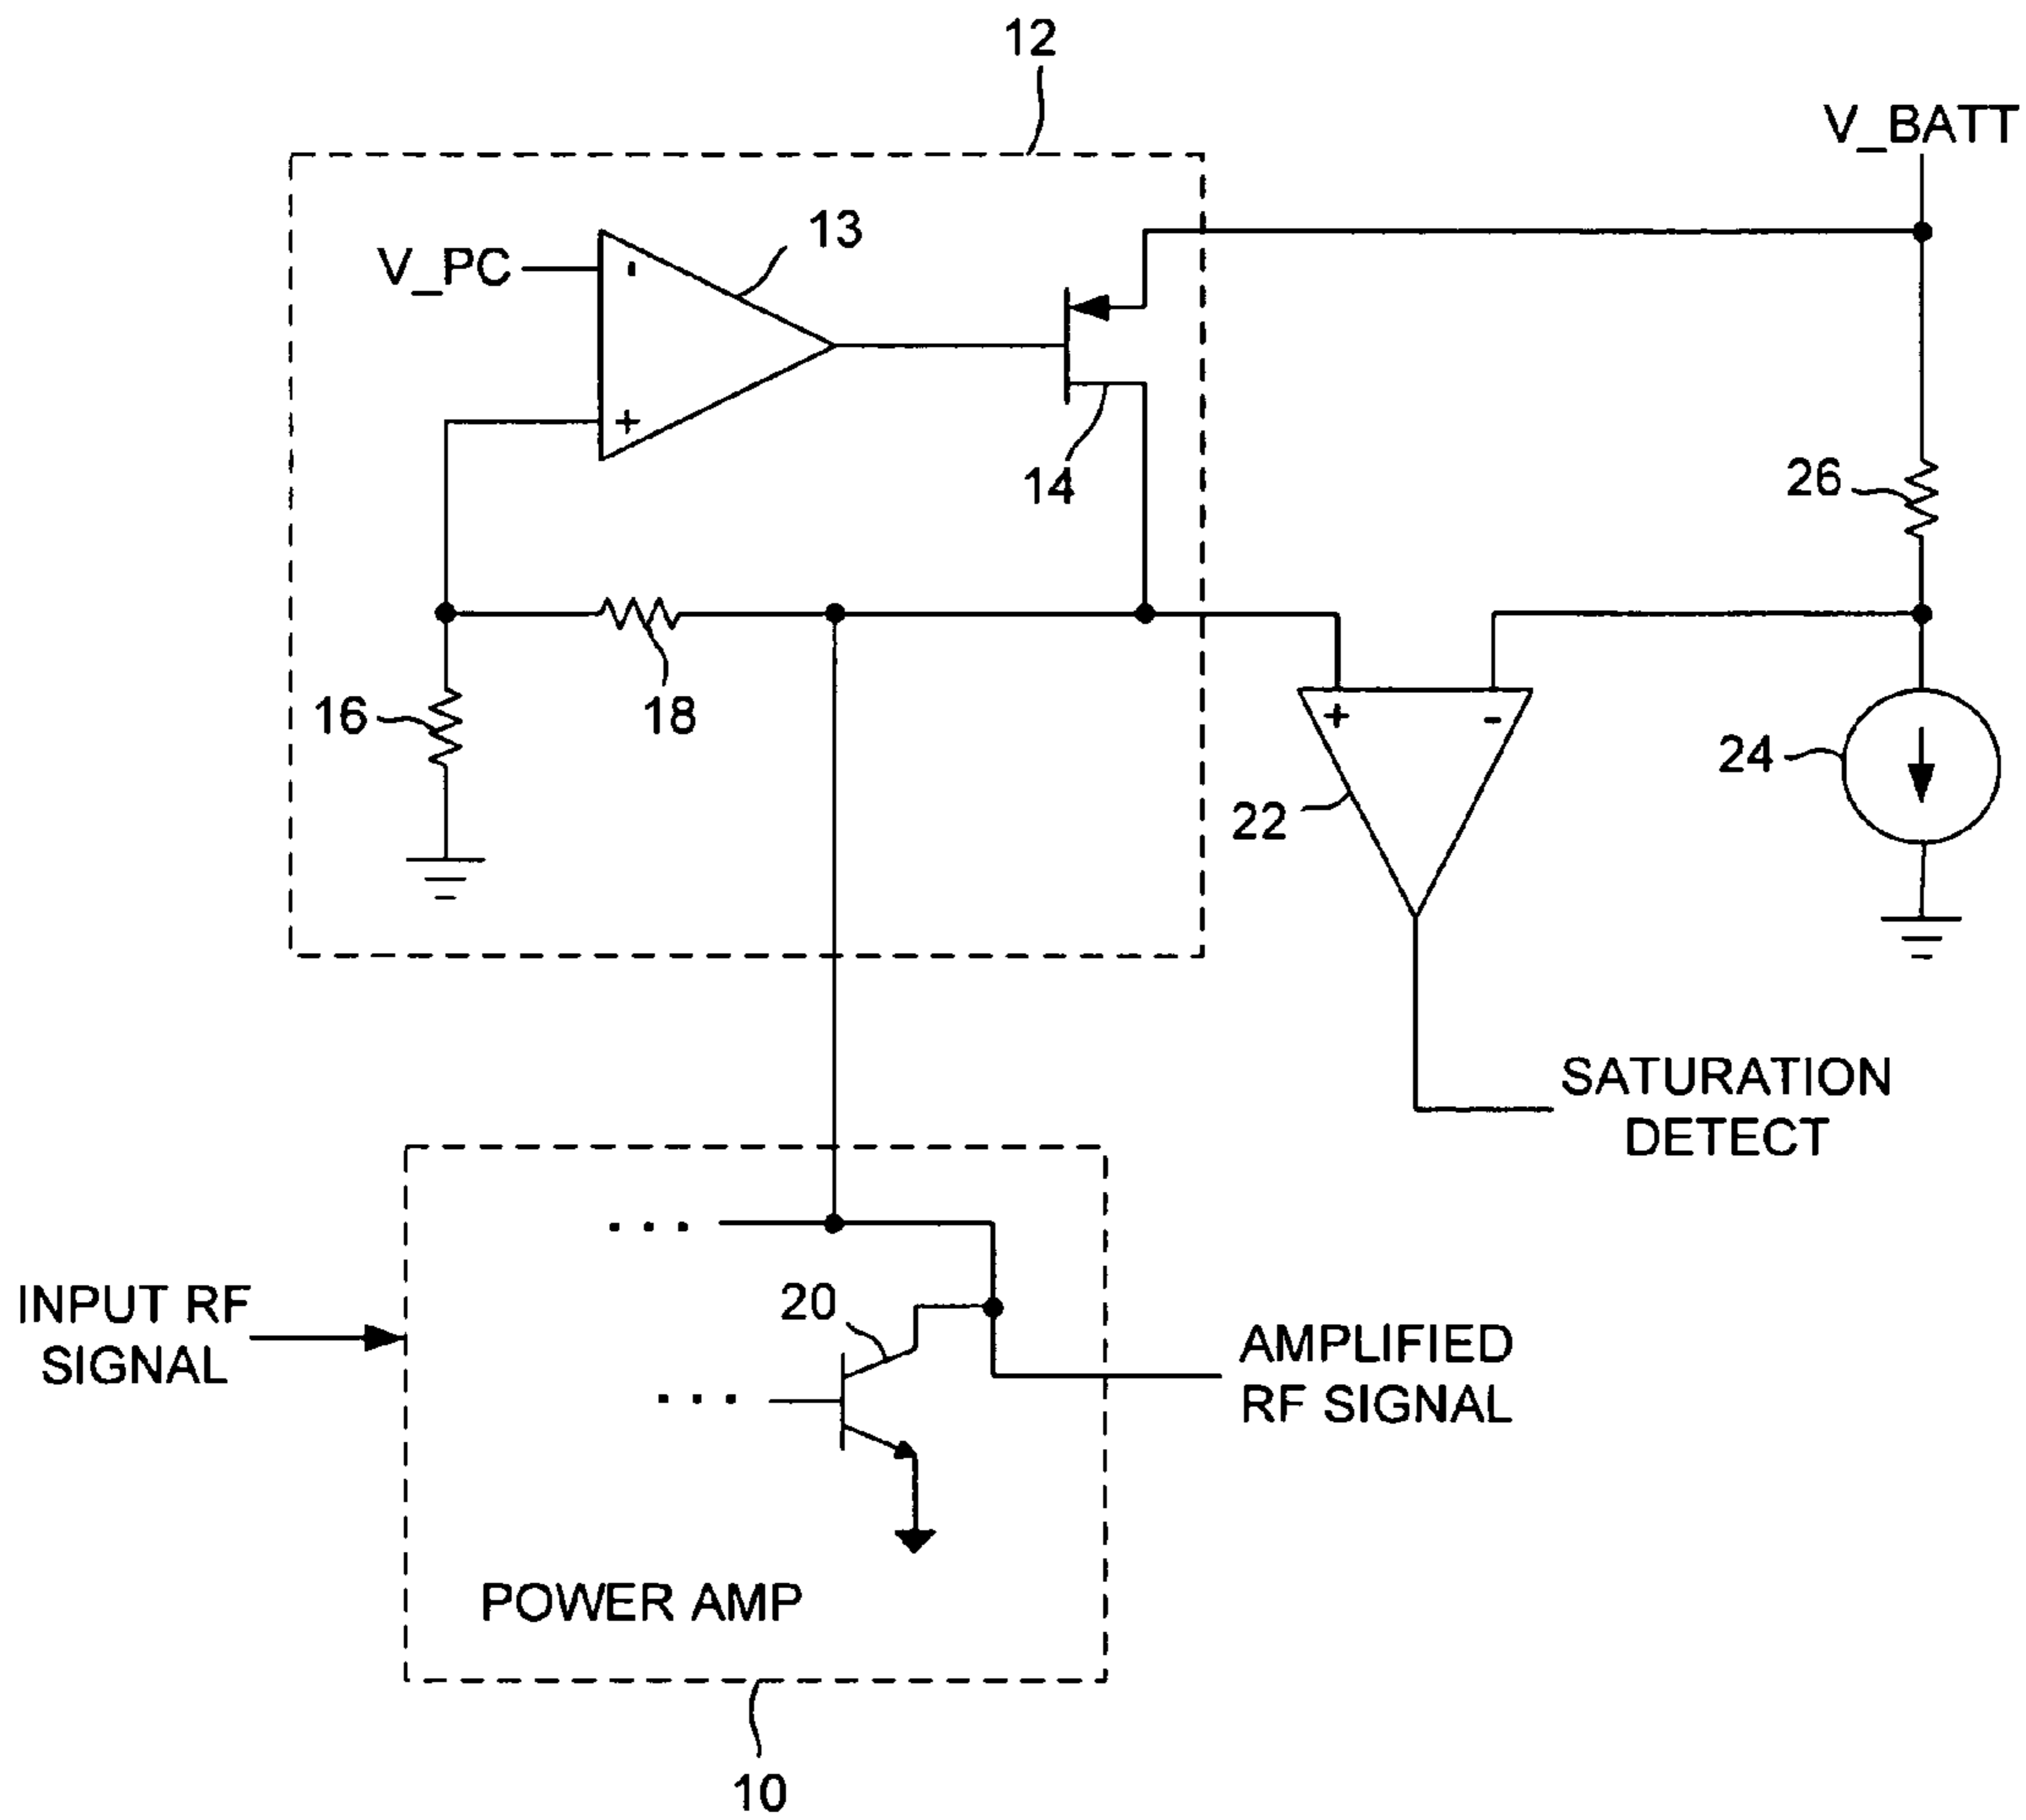 12
V_BATT
13
V_PC
-
+
14
26
16
18
+
-
24
22
SATURATION
DETECT
. . .
20
INPUT RF
SIGNAL
AMPLIFIED
RF SIGNAL
. . .
POWER AMP
10